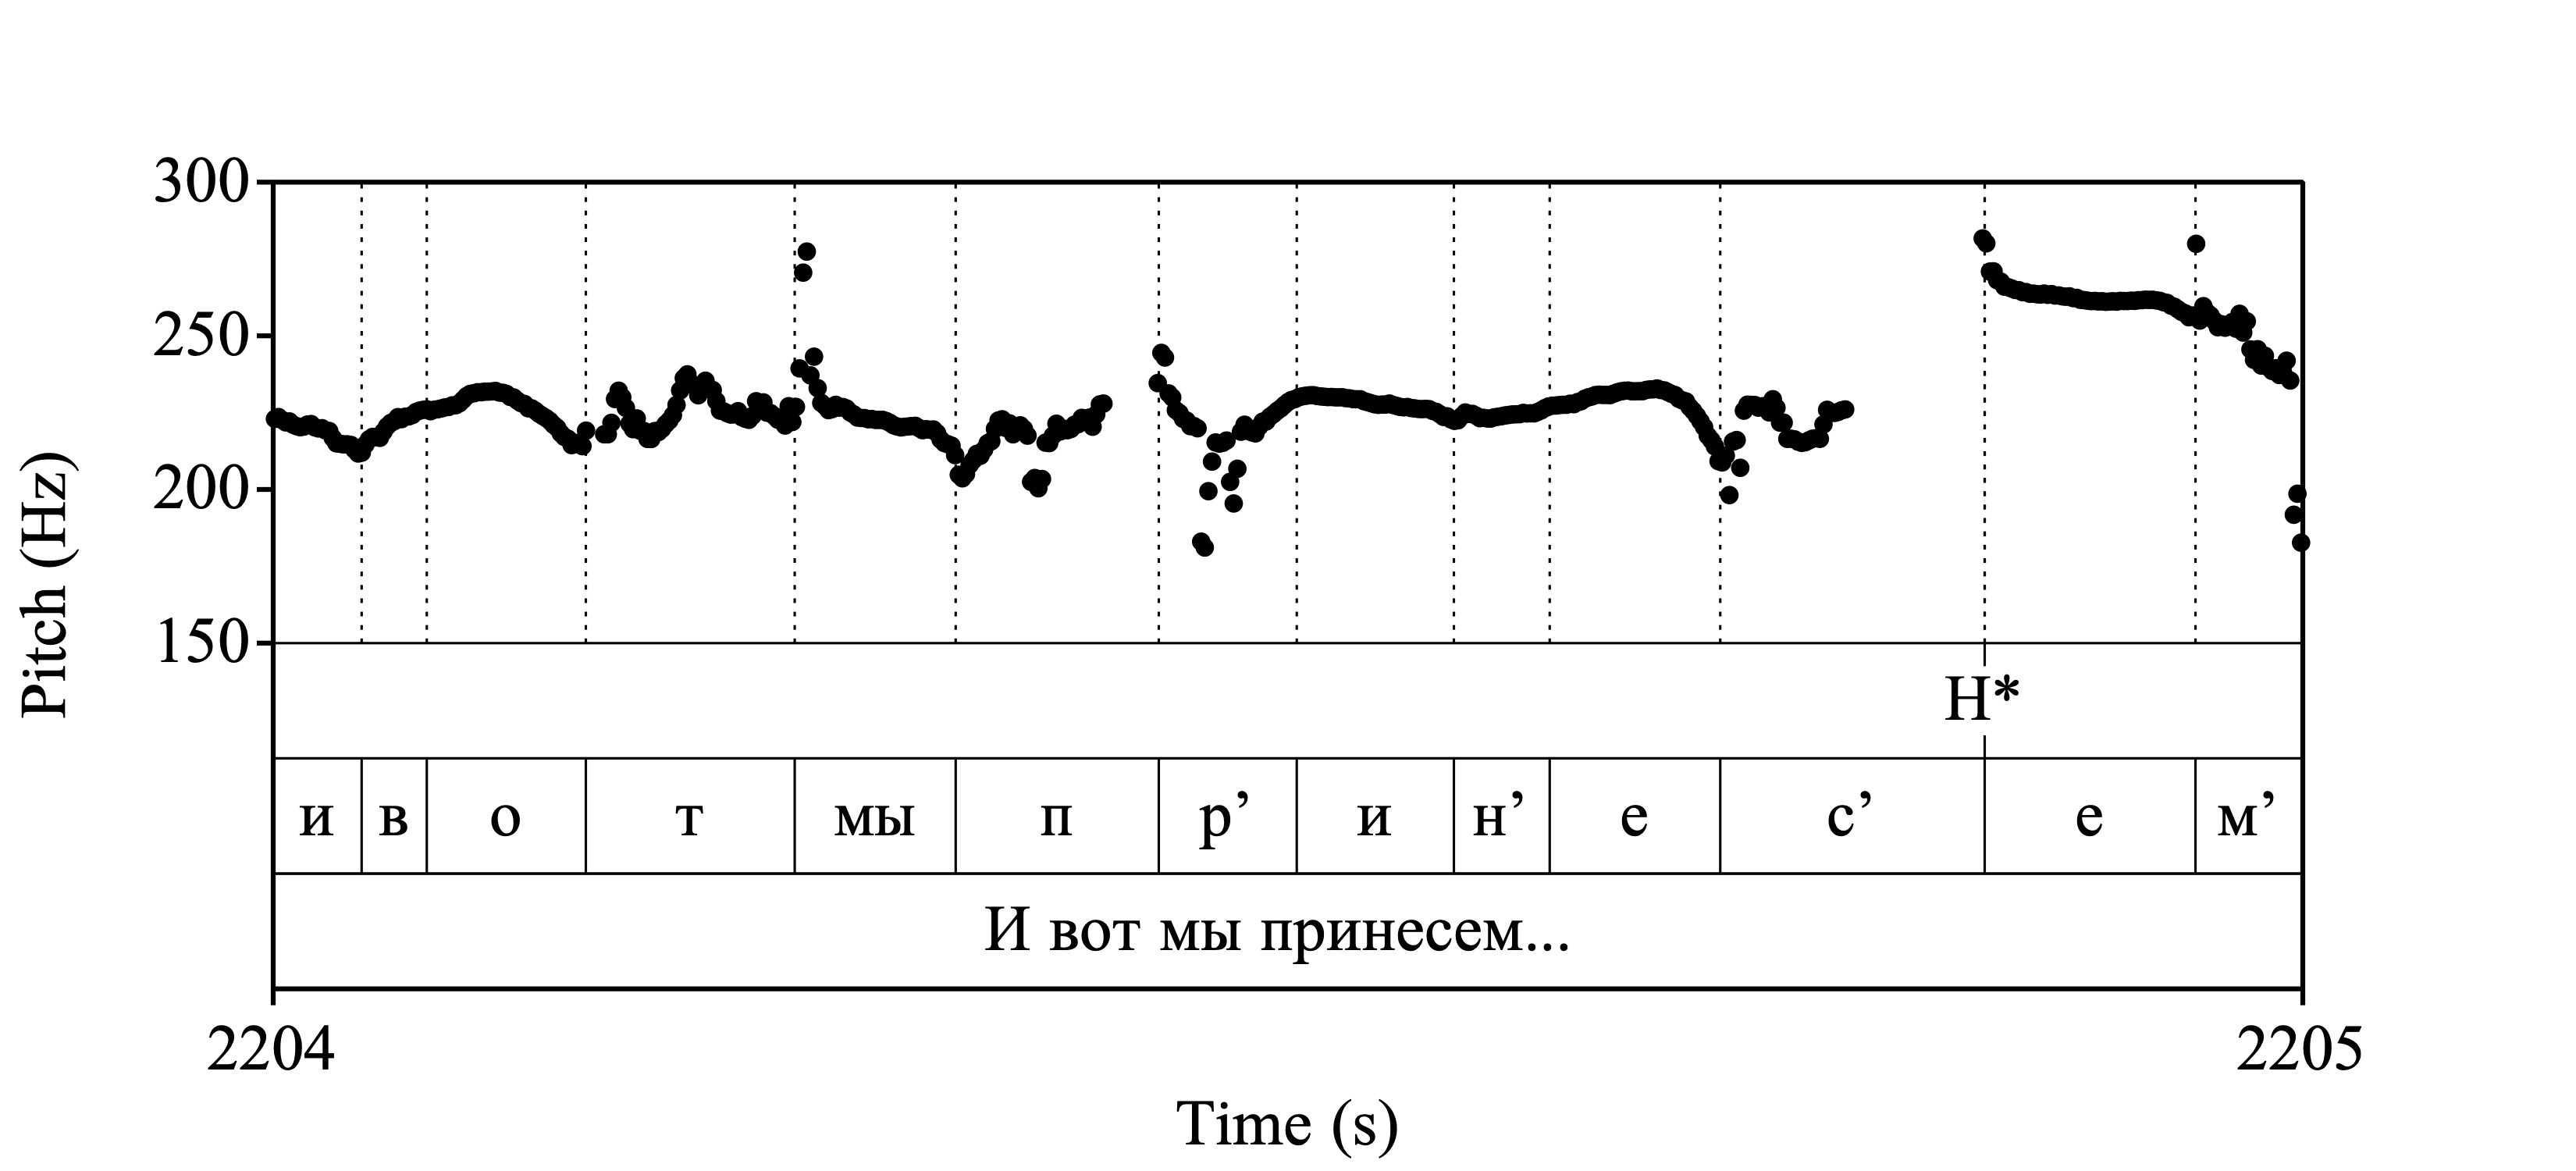 300
250
200
150
Pitch (Hz)
H*
и в о т мы п р’ и н’ е с’ е м’
И вот мы принесем...
2204 2205
Time (s)